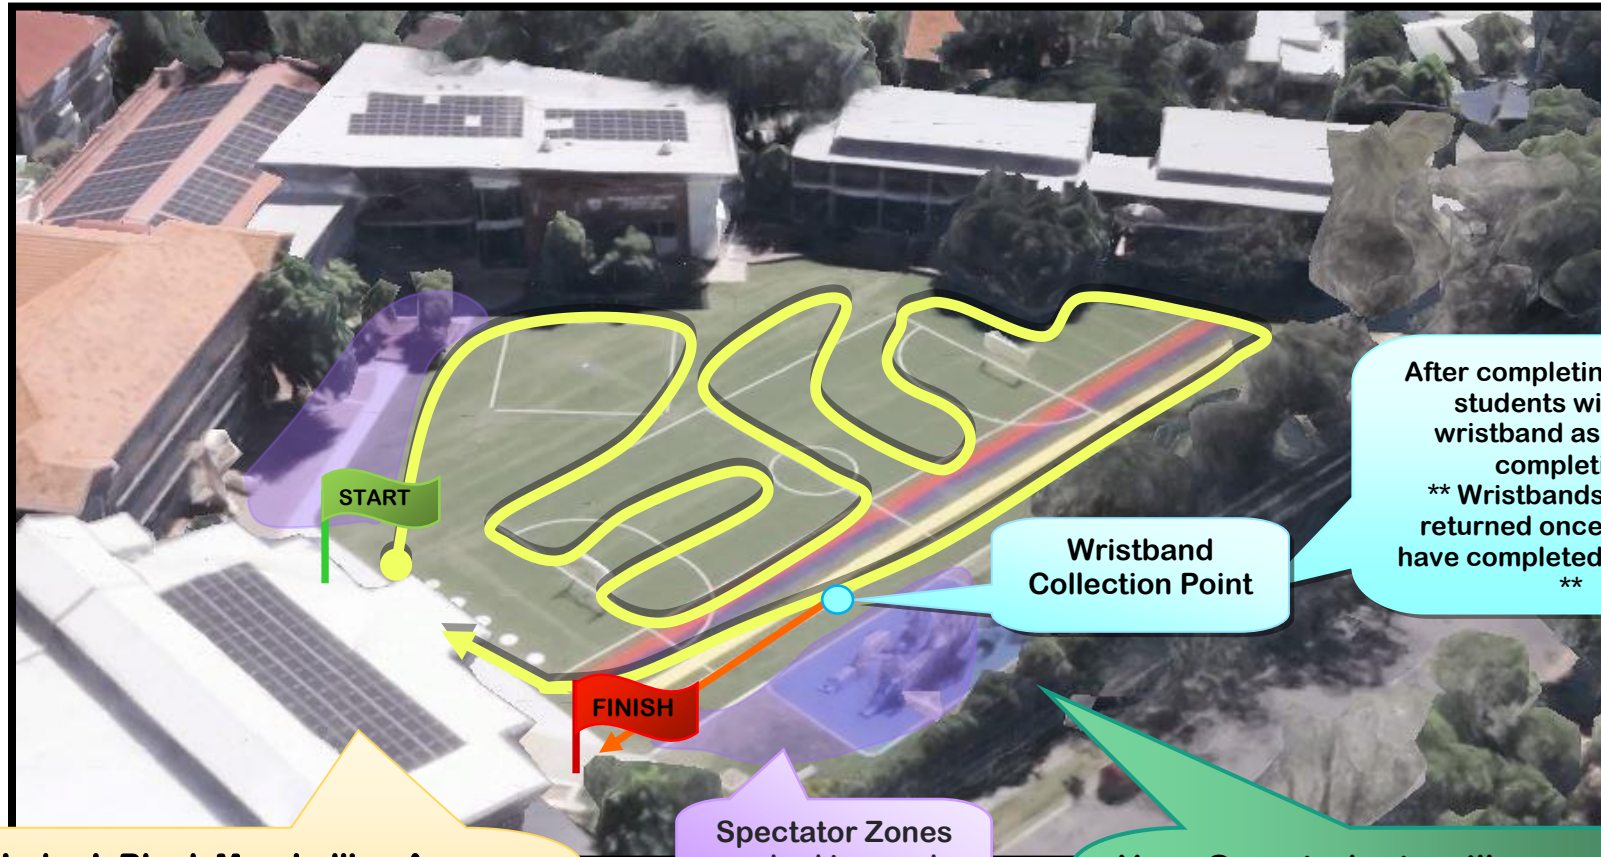 START
After completin
students wi
wristband as
complet
** Wristbands
returned once
have completed
**
Wristband
Collection Point
FINISH
Spectator Zones